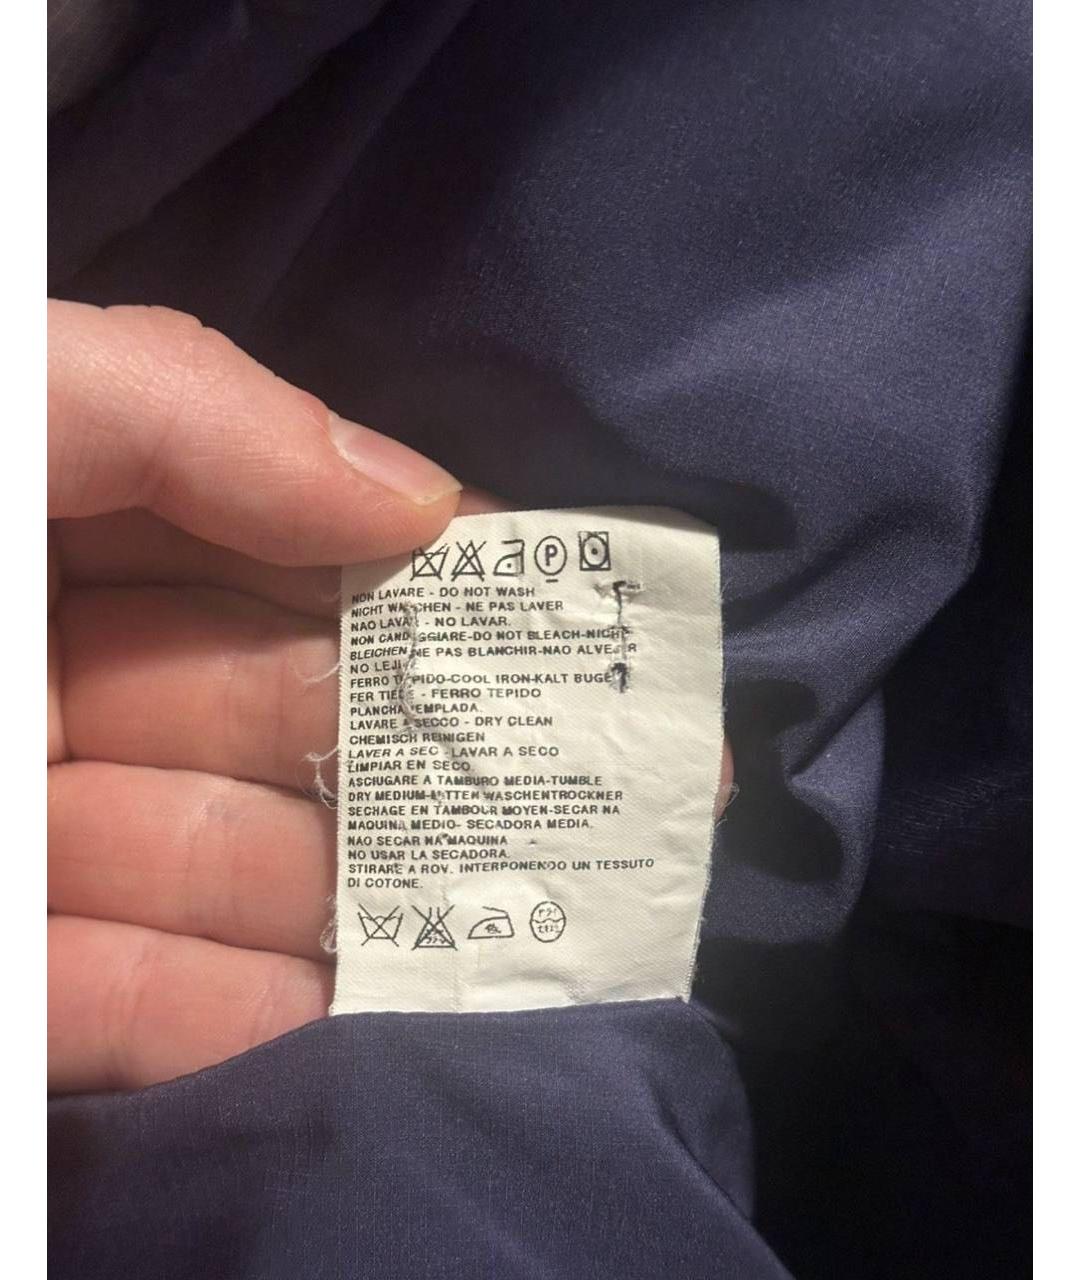 P
NON LAVARE - DO NOT WASH
NICHT WASCHEN - NE PAS LAVER
NAO LAVAR - NO LAVAR.
NON CANDEGGIARE-DO NOT BLEACH-NICHT
BLEICHEN NE PAS BLANCHIR-NAO ALVEJAR
NO LEJIA
FERRO TEPIDO-COOL IRON-KALT BUGEL
FER TIEDE - FERRO TEPIDO
PLANCHA TEMPLADA.
LAVARE A SECCO - DRY CLEAN
CHEMISCH REINIGEN
LAVER A SEC -LAVAR A SECO
LIMPIAR EN SECO.
ASCIUGARE A TAMBURO MEDIA-TUMBLE
DRY MEDIUM-MITTEN WASCHENTROCKNER
SECHAGE EN TAMBOUR MOYEN-SECAR NA
MAQUINA MEDIO- SECADORA MEDIA.
NAO SECAR NA MAQUINA
NO USAR LA SECADORA.
STIRARE A ROV. INTERPONENDO UN TESSUTO
DI COTONE.